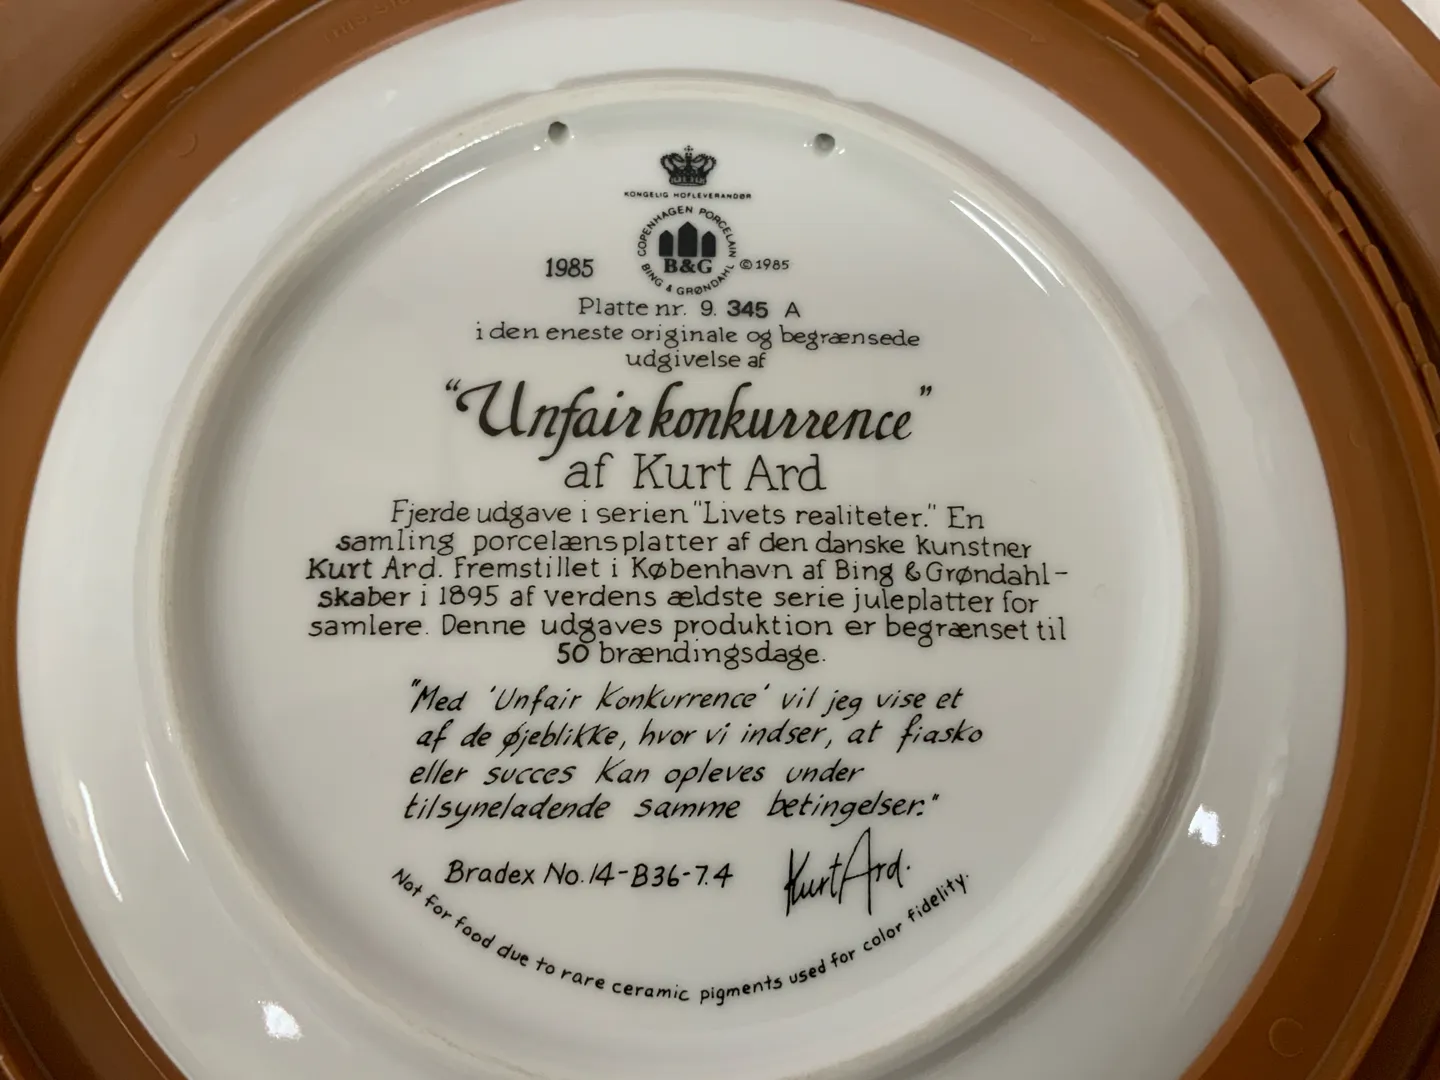 KONGELIG HOFLEVERANDØR
COPENHAGEN PORCELAIN
B&G
BING & GRØNDAHL
1985
©1985
Platte nr. 9. 345 A
i den eneste originale og begrænsede
udgivelse af
"Unfair konkurrence"
af Kurt Ard
Fjerde udgave i serien "Livets realiteter." En
samling porcelænsplatter af den danske kunstner
Kurt Ard. Fremstillet i København af Bing & Grøndahl-
skaber i 1895 af verdens ældste serie juleplatter for
samlere. Denne udgaves produktion er begrænset til
50 brændingsdage.
"Med 'Unfair Konkurrence' vil jeg vise et
af de øjeblikke, hvor vi indser, at fiasko
eller succes kan opleves under
tilsyneladende samme betingelser."
Bradex No. 14-B36-7.4
Kurt Ard.
Not for food due to rare ceramic pigments used for color fidelity.